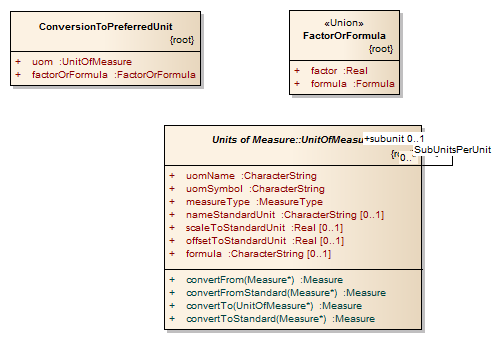 ConversionToPreferredUnit
{root}
+ uom :UnitOfMeasure
+ factorOrFormula :FactorOrFormula
«Union»
FactorOrFormula
{root}
+ factor :Real
+ formula :Formula
Units of Measure::UnitOfMeasu
+subunit 0..1
+SubUnitsPerUnit
0..
+ uomName :CharacterString
+ uomSymbol :CharacterString
+ measureType :MeasureType
+ nameStandardUnit :CharacterString [0..1]
+ scaleToStandardUnit :Real [0..1]
+ offsetToStandardUnit :Real [0..1]
+ formula :CharacterString [0..1]
+ convertFrom(Measure*) :Measure
+ convertFromStandard(Measure*) :Measure
+ convertTo(UnitOfMeasure*) :Measure
+ convertToStandard(Measure*) :Measure